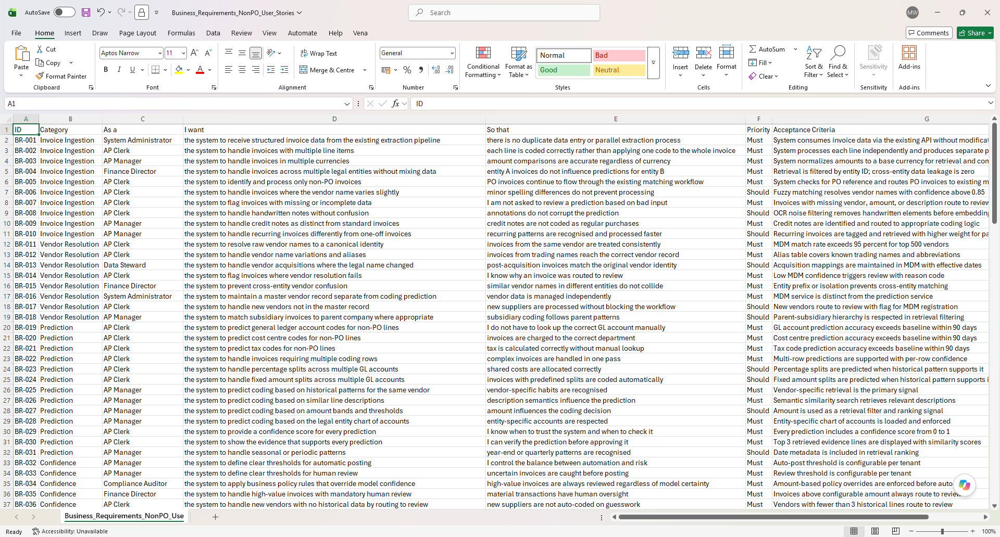 AutoSave
Business_Requirements_NonPO_User_Stories
Search
MW
File Home Insert Draw Page Layout Formulas Data Review View Automate Help Vena
Comments Share
Paste
Cut
Copy
Format Painter
Clipboard
Aptos Narrow 11
B I U
Font
Wrap Text
Merge & Centre
Alignment
General
Number
Conditional Formatting
Format as Table
Normal Bad
Good Neutral
Styles
Insert Delete Format
Cells
AutoSum
Fill
Clear
Sort & Filter
Find & Select
Editing
Sensitivity
Sensitivity
Add-ins
Add-ins
A1 fx ID
A B C D E F G
1 ID Category As a I want So that Priority Acceptance Criteria
2 BR-001 Invoice Ingestion System Administrator the system to receive structured invoice data from the existing extraction pipeline there is no duplicate data entry or parallel extraction process Must System consumes invoice data via the existing API without modificat
3 BR-002 Invoice Ingestion AP Clerk the system to handle invoices with multiple line items each line is coded correctly rather than applying one code to the whole invoice Must System processes each line independently and produces separate p
4 BR-003 Invoice Ingestion AP Manager the system to handle invoices in multiple currencies amount comparisons are accurate regardless of currency Must System normalizes amounts to a base currency for retrieval and con
5 BR-004 Invoice Ingestion Finance Director the system to handle invoices across multiple legal entities without mixing data entity A invoices do not influence predictions for entity B Must Retrieval is filtered by entity ID; cross-entity data leakage is zero
6 BR-005 Invoice Ingestion AP Clerk the system to identify and process only non-PO invoices PO invoices continue to flow through the existing matching workflow Must System checks for PO reference and routes PO invoices to existing m
7 BR-006 Invoice Ingestion AP Clerk the system to handle invoices where the vendor name varies slightly minor spelling differences do not prevent processing Should Fuzzy matching resolves vendor names with confidence above 0.85
8 BR-007 Invoice Ingestion AP Clerk the system to flag invoices with missing or incomplete data I am not asked to review a prediction based on bad input Must Invoices with missing vendor, amount, or description route to review
9 BR-008 Invoice Ingestion AP Clerk the system to handle handwritten notes without confusion annotations do not corrupt the prediction Should OCR noise filtering removes handwritten elements before embedding
10 BR-009 Invoice Ingestion AP Manager the system to handle credit notes as distinct from standard invoices credit notes are not coded as regular purchases Must Credit notes are identified and routed to appropriate coding logic
11 BR-010 Invoice Ingestion AP Manager the system to handle recurring invoices differently from one-off invoices recurring patterns are recognised and processed faster Should Recurring invoices are tagged and retrieved with higher weight for pa
12 BR-011 Vendor Resolution AP Clerk the system to resolve raw vendor names to a canonical identity invoices from the same vendor are treated consistently Must MDM match rate exceeds 95 percent for top 500 vendors
13 BR-012 Vendor Resolution AP Clerk the system to handle vendor name variations and aliases invoices from trading names reach the correct vendor record Must Alias table covers known trading names and abbreviations
14 BR-013 Vendor Resolution Data Steward the system to handle vendor acquisitions where the legal name changed post-acquisition invoices match the original vendor identity Should Acquisition mappings are maintained in MDM with effective dates
15 BR-014 Vendor Resolution AP Clerk the system to flag invoices where vendor resolution fails I know why an invoice was routed to review Must Low MDM confidence triggers review with reason code
16 BR-015 Vendor Resolution Finance Director the system to prevent cross-entity vendor confusion similar vendor names in different entities do not collide Must Entity prefix or isolation prevents cross-entity matching
17 BR-016 Vendor Resolution System Administrator the system to maintain a master vendor record separate from coding prediction vendor data is managed independently Must MDM service is distinct from the prediction service
18 BR-017 Vendor Resolution AP Clerk the system to handle new vendors not in the master record new suppliers are processed without blocking the workflow Should New vendors route to review with flag for MDM registration
19 BR-018 Vendor Resolution AP Manager the system to match subsidiary invoices to parent company where appropriate subsidiary coding follows parent patterns Should Parent-subsidiary hierarchy is respected in retrieval filtering
20 BR-019 Prediction AP Clerk the system to predict general ledger account codes for non-PO lines I do not have to look up the correct GL account manually Must GL account prediction accuracy exceeds baseline within 90 days
21 BR-020 Prediction AP Clerk the system to predict cost centre codes for non-PO lines invoices are charged to the correct department Must Cost centre prediction accuracy exceeds baseline within 90 days
22 BR-021 Prediction AP Clerk the system to predict tax codes for non-PO lines tax is calculated correctly without manual lookup Must Tax code prediction accuracy exceeds baseline within 90 days
23 BR-022 Prediction AP Clerk the system to handle invoices requiring multiple coding rows complex invoices are handled in one pass Must Multi-row predictions are supported with per-row confidence
24 BR-023 Prediction AP Clerk the system to handle percentage splits across multiple GL accounts shared costs are allocated correctly Should Percentage splits are predicted when historical pattern supports it
25 BR-024 Prediction AP Clerk the system to handle fixed amount splits across multiple GL accounts invoices with predefined splits are coded automatically Should Fixed amount splits are predicted when historical pattern supports i
26 BR-025 Prediction AP Manager the system to predict coding based on historical patterns for the same vendor vendor-specific habits are recognised Must Vendor-specific retrieval is the primary signal
27 BR-026 Prediction AP Manager the system to predict coding based on similar line descriptions description semantics influence the prediction Must Semantic similarity search retrieves relevant descriptions
28 BR-027 Prediction AP Manager the system to predict coding based on amount bands and thresholds amount influences the coding decision Should Amount is used as a retrieval filter and ranking signal
29 BR-028 Prediction AP Manager the system to predict coding based on the legal entity chart of accounts entity-specific accounts are respected Must Entity-specific chart of accounts is loaded and enforced
30 BR-029 Prediction AP Clerk the system to provide a confidence score for every prediction I know when to trust the system and when to check it Must Every prediction includes a confidence score from 0 to 1
31 BR-030 Prediction AP Clerk the system to show the evidence that supports every prediction I can verify the prediction before approving it Must Top 3 retrieved evidence lines are displayed with similarity scores
32 BR-031 Prediction AP Manager the system to handle seasonal or periodic patterns year-end or quarterly patterns are recognised Should Date metadata is included in retrieval ranking
33 BR-032 Confidence AP Manager the system to define clear thresholds for automatic posting I control the balance between automation and risk Must Auto-post threshold is configurable per tenant
34 BR-033 Confidence AP Manager the system to define clear thresholds for human review uncertain invoices are caught before posting Must Review threshold is configurable per tenant
35 BR-034 Confidence Compliance Auditor the system to apply business policy rules that override model confidence high-value invoices are always reviewed regardless of model certainty Must Amount-based policy overrides are enforced before auto
36 BR-035 Confidence Finance Director the system to handle high-value invoices with mandatory human review material transactions have human oversight Must Invoices above configurable amount always route to review
37 BR-036 Confidence AP Clerk the system to handle new vendors with no historical data by routing to review new suppliers are not auto-coded on guesswork Must Vendors with fewer than 3 historical lines route to review
Business_Requirements_NonPO_Use
Ready Accessibility: Unavailable 100%